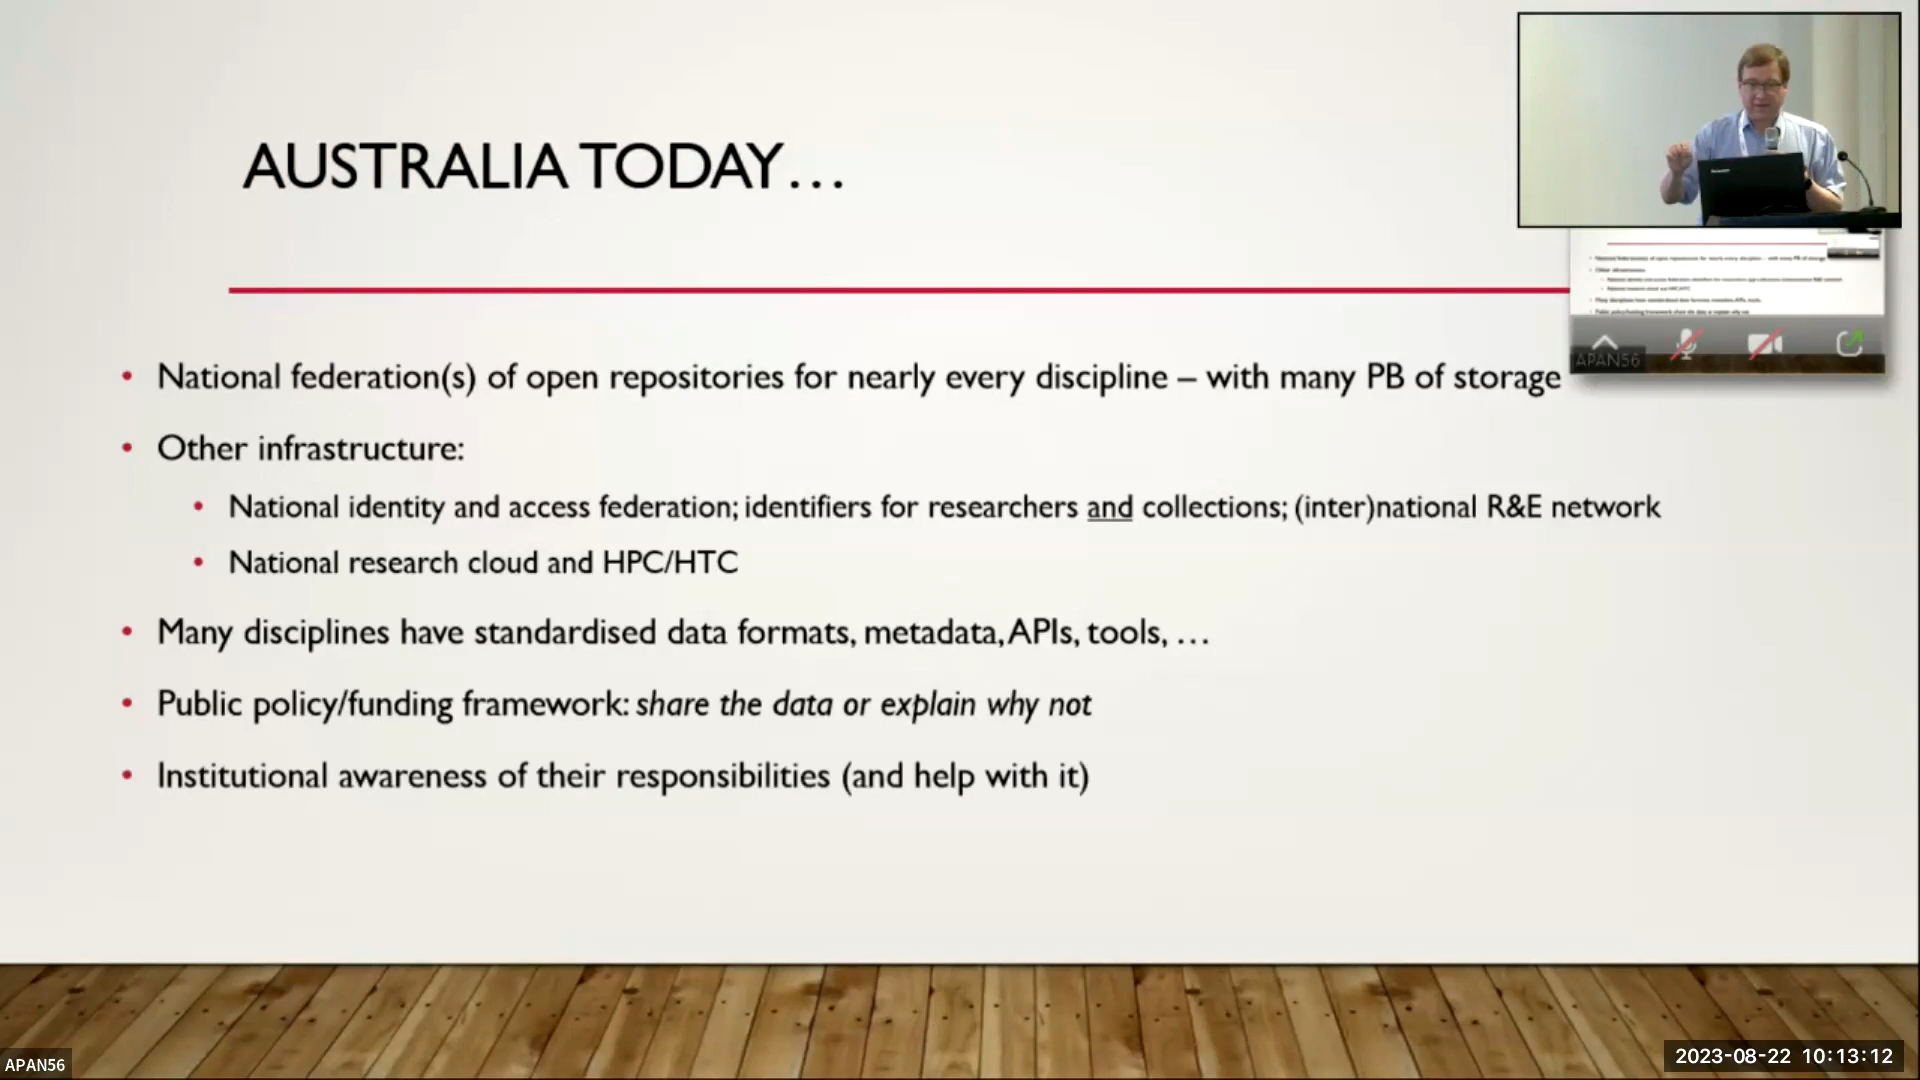 AUSTRALIA TODAY…
• National federation(s) of open repositories for nearly every discipline – with many PB of storage
• Other infrastructure:
• National identity and access federation; identifiers for researchers and collections; (inter)national R&E network
• National research cloud and HPC/HTC
• Many disciplines have standardised data formats, metadata, APIs, tools, …
• Public policy/funding framework: share the data or explain why not
• Institutional awareness of their responsibilities (and help with it)
APAN56
APAN56
2023-08-22 10:13:12